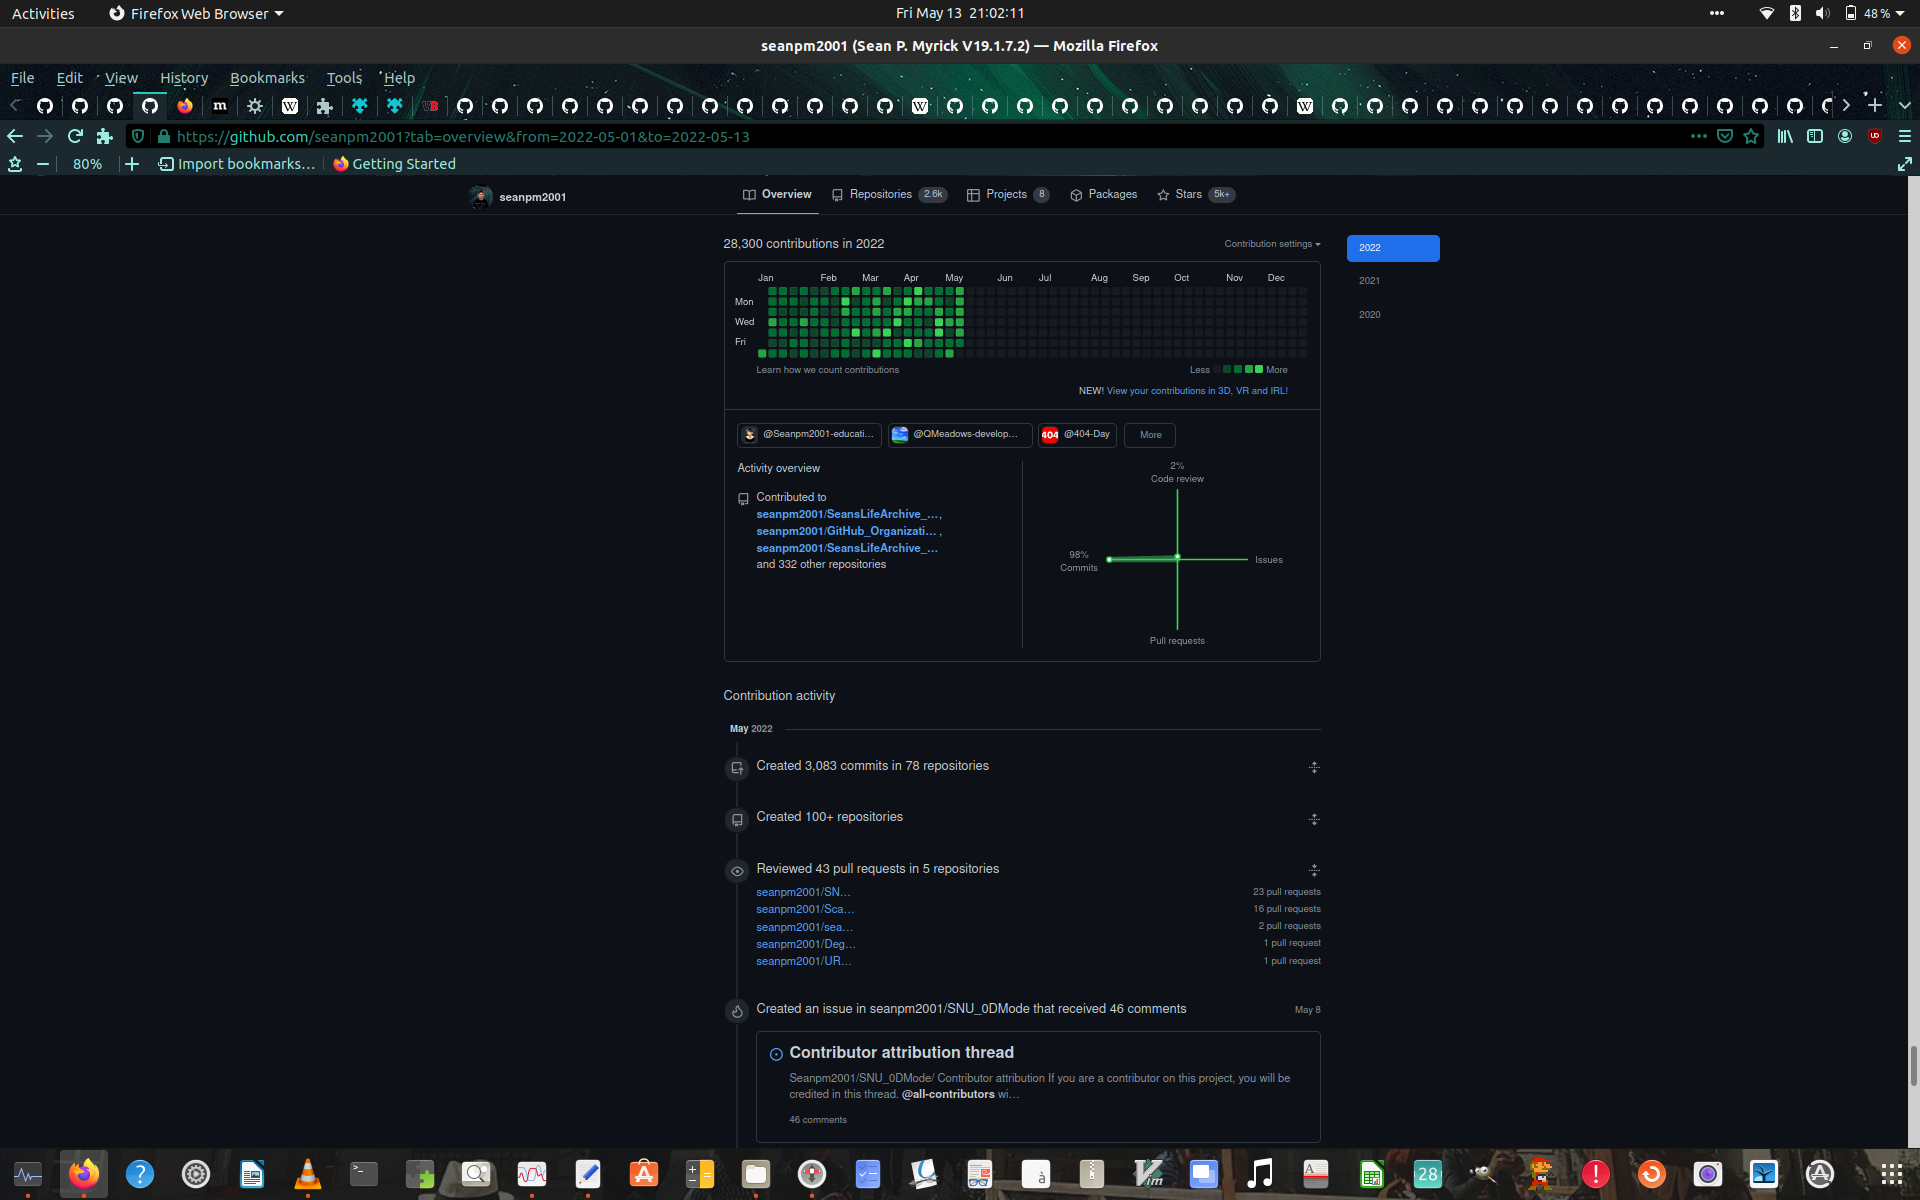 Activities
Firefox Web Browser
Fri May 13 21:02:11
48 %
seanpm2001 (Sean P. Myrick V19.1.7.2) — Mozilla Firefox
File Edit View History Bookmarks Tools Help
https://github.com/seanpm2001?tab=overview&from=2022-05-01&to=2022-05-13
80%
Import bookmarks…
Getting Started
seanpm2001
Overview
Repositories 2.6k
Projects 8
Packages
Stars 5k+
28,300 contributions in 2022
Contribution settings
2022
2021
2020
Jan Feb Mar Apr May Jun Jul Aug Sep Oct Nov Dec
Mon
Wed
Fri
Learn how we count contributions
Less More
NEW! View your contributions in 3D, VR and IRL!
@Seanpm2001-educati…
@QMeadows-develop…
404 @404-Day
More
Activity overview
Contributed to
seanpm2001/SeansLifeArchive_…,
seanpm2001/GitHub_Organizati… ,
seanpm2001/SeansLifeArchive_…
and 332 other repositories
2%
Code review
98%
Commits
Issues
Pull requests
Contribution activity
May 2022
Created 3,083 commits in 78 repositories
Created 100+ repositories
Reviewed 43 pull requests in 5 repositories
seanpm2001/SN… 23 pull requests
seanpm2001/Sca… 16 pull requests
seanpm2001/sea… 2 pull requests
seanpm2001/Deg… 1 pull request
seanpm2001/UR… 1 pull request
Created an issue in seanpm2001/SNU_0DMode that received 46 comments
May 8
Contributor attribution thread
Seanpm2001/SNU_0DMode/ Contributor attribution If you are a contributor on this project, you will be
credited in this thread. @all-contributors wi…
46 comments
28